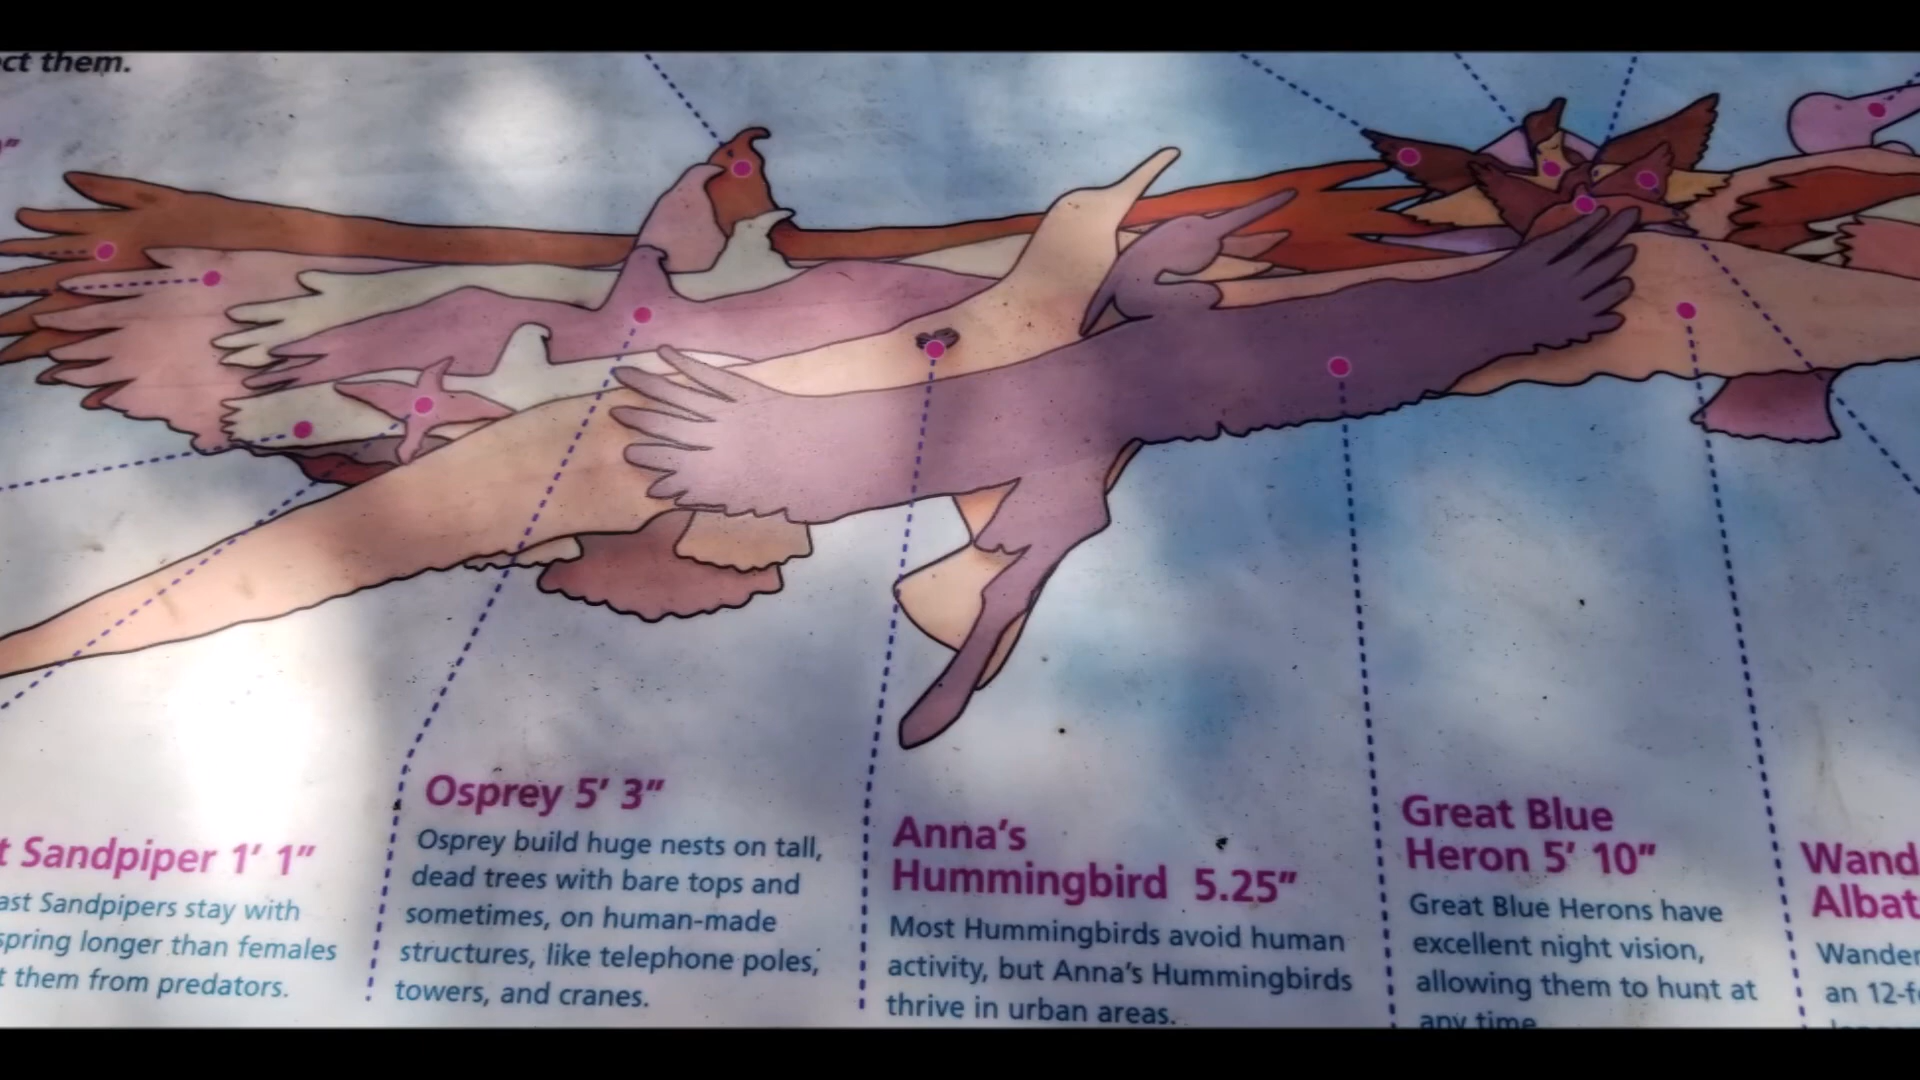 ct them.
t Sandpiper 1' 1"
ast Sandpipers stay with
spring longer than females
t them from predators.
Osprey 5' 3"
Osprey build huge nests on tall,
dead trees with bare tops and
sometimes, on human-made
structures, like telephone poles,
towers, and cranes.
Anna's
Hummingbird 5.25"
Most Hummingbirds avoid human
activity, but Anna's Hummingbirds
thrive in urban areas.
Great Blue
Heron 5' 10"
Great Blue Herons have
excellent night vision,
allowing them to hunt at
any time
Wand
Albat
Wander
an 12-f